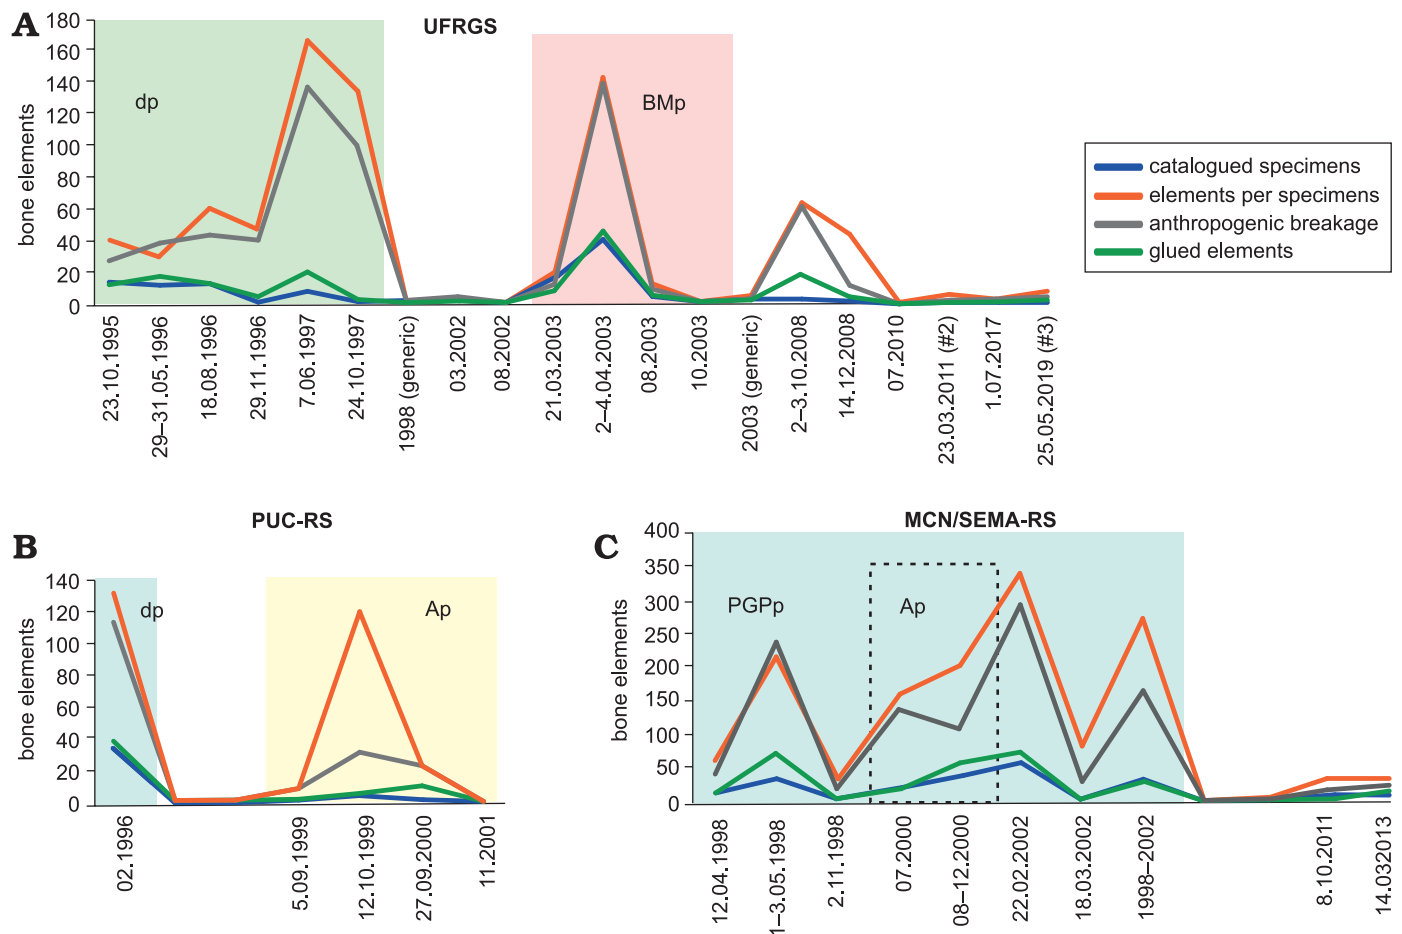 A
UFRGS
bone elements
180
160
140
120
100
80
60
40
20
0
dp
BMp
catalogued specimens
elements per specimens
anthropogenic breakage
glued elements
23.10.1995
29–31.05.1996
18.08.1996
29.11.1996
7.06.1997
24.10.1997
1998 (generic)
03.2002
08.2002
21.03.2003
2–4.04.2003
08.2003
10.2003
2003 (generic)
2–3.10.2008
14.12.2008
07.2010
23.03.2011 (#2)
1.07.2017
25.05.2019 (#3)
B
PUC-RS
bone elements
140
120
100
80
60
40
20
0
dp
Ap
02.1996
5.09.1999
12.10.1999
27.09.2000
11.2001
C
MCN/SEMA-RS
bone elements
400
350
300
250
200
150
100
50
0
PGPp
Ap
12.04.1998
1–3.05.1998
2.11.1998
07.2000
08–12.2000
22.02.2002
18.03.2002
1998–2002
8.10.2011
14.032013